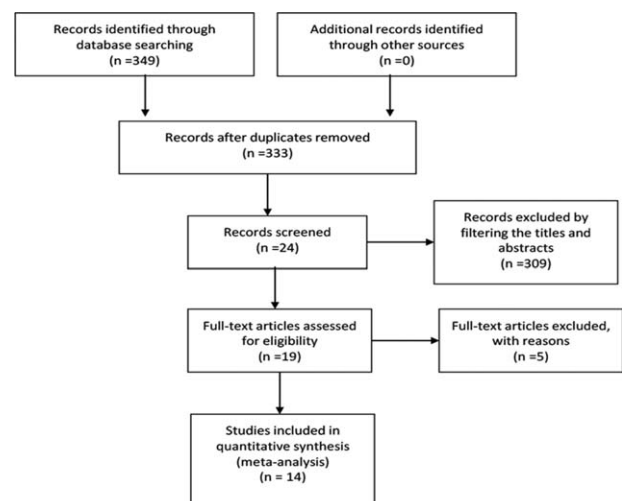 Records identified through
database searching
(n =349)
Additional records identified
through other sources
(n =0)
Records after duplicates removed
(n =333)
Records screened
(n =24)
Records excluded by
filtering the titles and
abstracts
(n =309)
Full-text articles assessed
for eligibility
(n =19)
Full-text articles excluded,
with reasons
(n =5)
Studies included in
quantitative synthesis
(meta-analysis)
(n = 14)